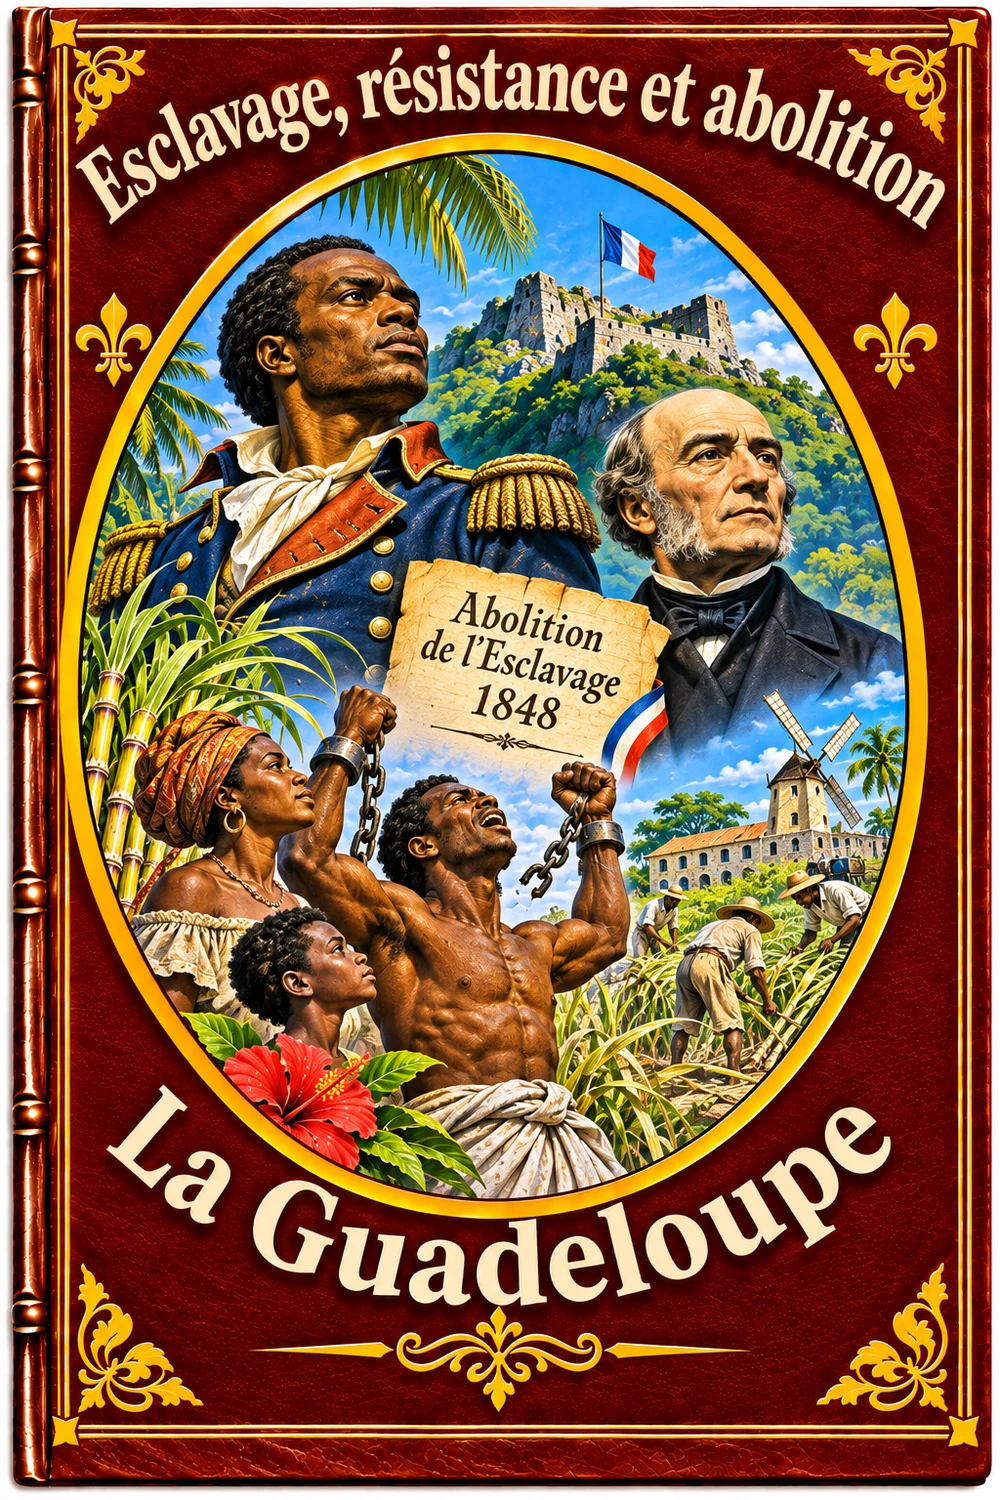 Esclavage, résistance et abolition
Abolition
de l'Esclavage
1848
La Guadeloupe